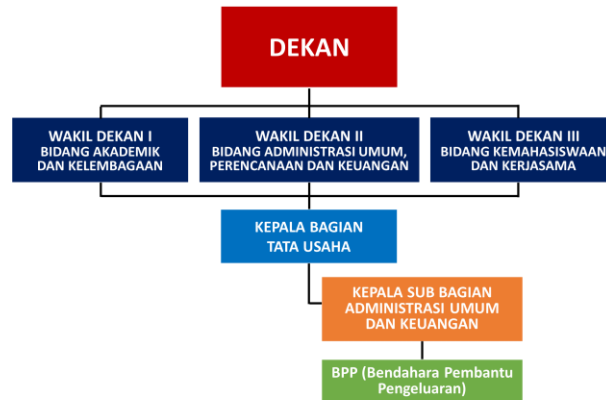 DEKAN
WAKIL DEKAN I
BIDANG AKADEMIK
DAN KELEMBAGAAN
WAKIL DEKAN II
BIDANG ADMINISTRASI UMUM,
PERENCANAAN DAN KEUANGAN
WAKIL DEKAN III
BIDANG KEMAHASISWAAN
DAN KERJASAMA
KEPALA BAGIAN
TATA USAHA
KEPALA SUB BAGIAN
ADMINISTRASI UMUM
DAN KEUANGAN
BPP (Bendahara Pembantu
Pengeluaran)